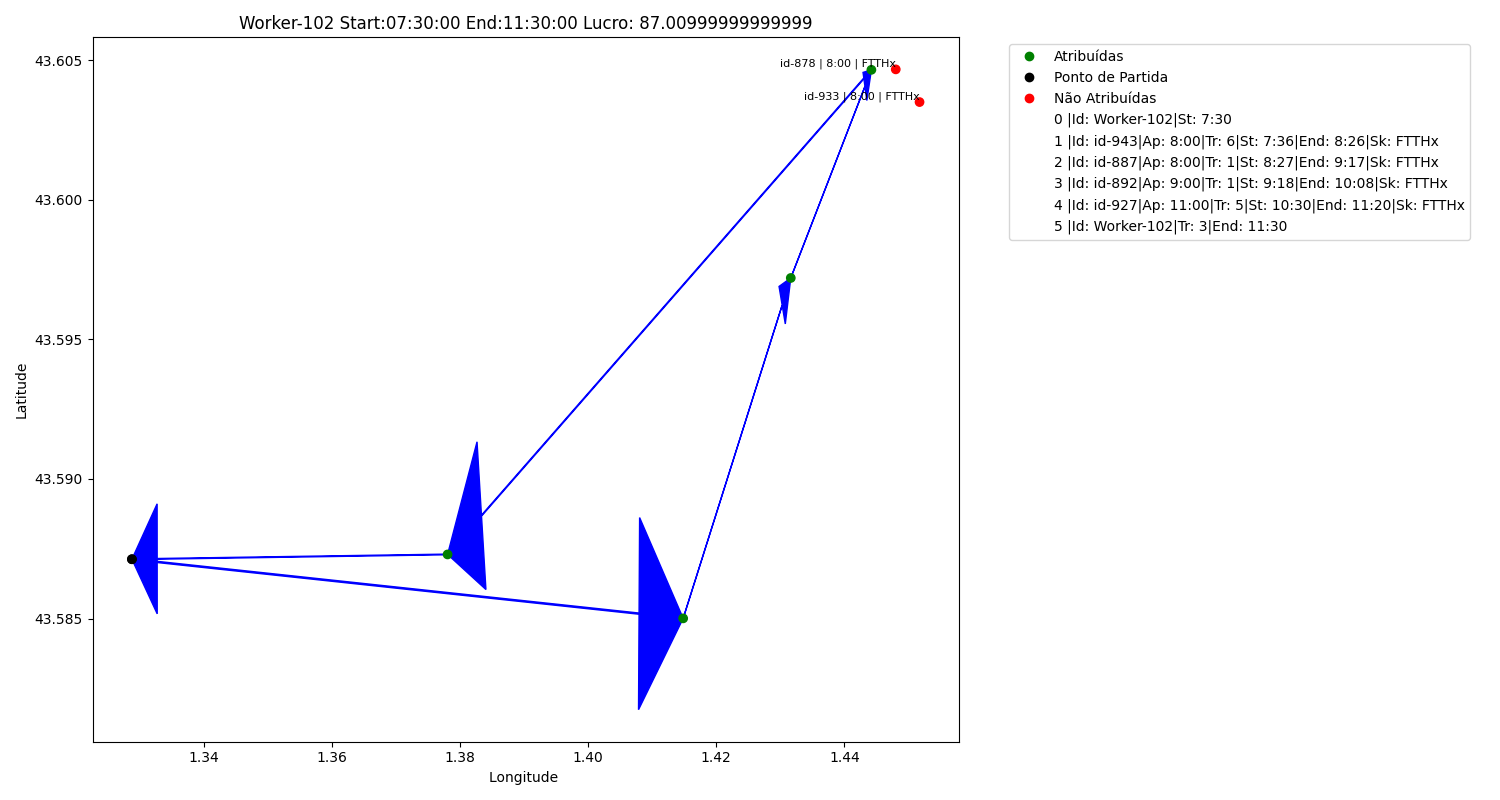 Worker-102 Start:07:30:00 End:11:30:00 Lucro: 87.00999999999999
43.605
43.600
43.595
43.590
43.585
Latitude
id-878 | 8:00 | FTTHx
id-933 | 8:00 | FTTHx
1.34
1.36
1.38
1.40
1.42
1.44
Longitude
Atribuídas
Ponto de Partida
Não Atribuídas
0 |Id: Worker-102|St: 7:30
1 |Id: id-943|Ap: 8:00|Tr: 6|St: 7:36|End: 8:26|Sk: FTTHx
2 |Id: id-887|Ap: 8:00|Tr: 1|St: 8:27|End: 9:17|Sk: FTTHx
3 |Id: id-892|Ap: 9:00|Tr: 1|St: 9:18|End: 10:08|Sk: FTTHx
4 |Id: id-927|Ap: 11:00|Tr: 5|St: 10:30|End: 11:20|Sk: FTTHx
5 |Id: Worker-102|Tr: 3|End: 11:30